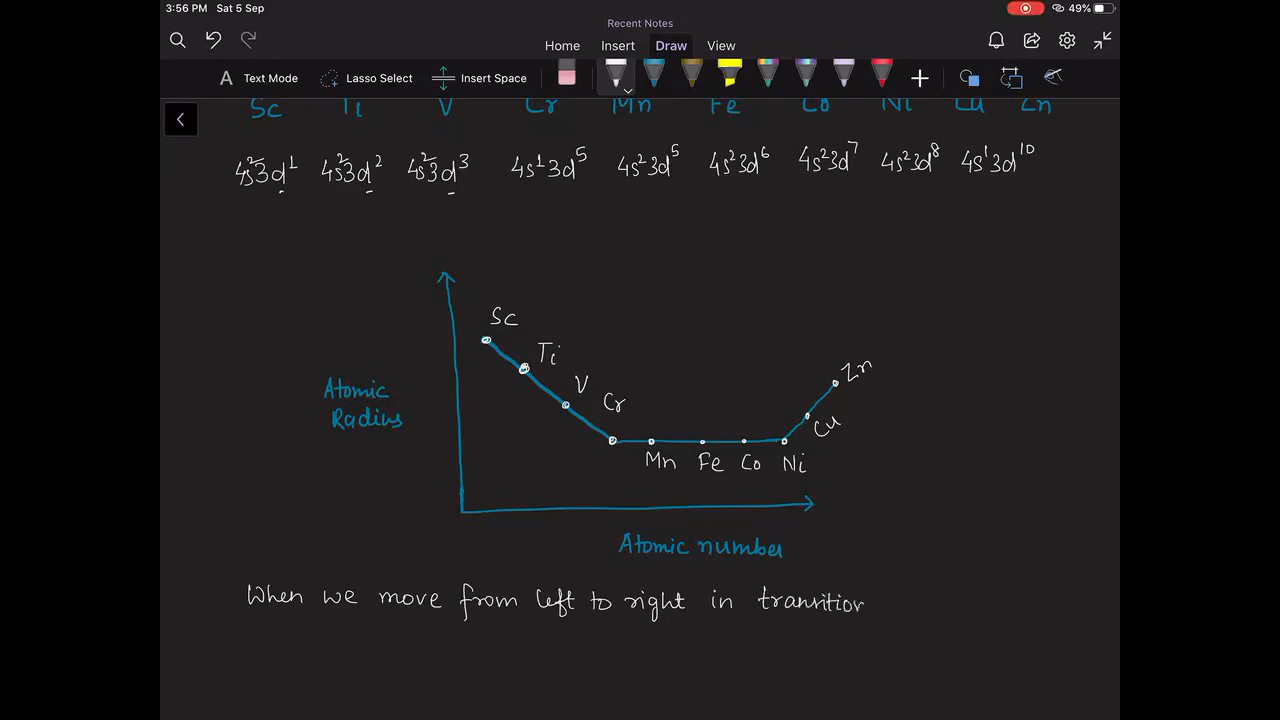 3:56 PM Sat 5 Sep
49%
Recent Notes
Home Insert Draw View
Text Mode Lasso Select Insert Space
Sc Ti V Cr Mn Fe Co Ni Cu Zn
4s²3d¹ 4s²3d² 4s²3d³ 4s¹3d⁵ 4s²3d⁵ 4s²3d⁶ 4s²3d⁷ 4s²3d⁸ 4s¹3d¹⁰
Sc
Ti
V
Cr
Zn
Cu
Mn Fe Co Ni
Atomic
Radius
Atomic number
When we move from left to right in transition